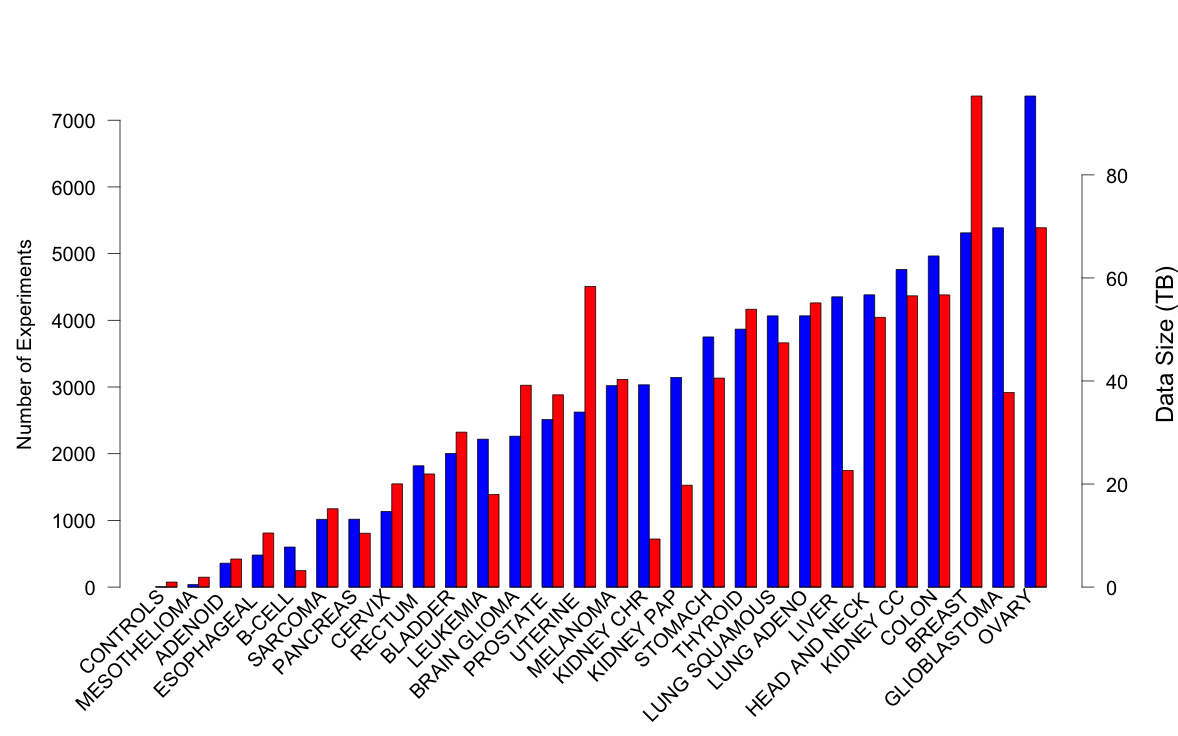 7000
6000
5000
4000
3000
2000
1000
0
Number of Experiments
80
60
40
20
0
Data Size (TB)
CONTROLS
MESOTHELIOMA
ADENOID
ESOPHAGEAL
B-CELL
SARCOMA
PANCREAS
CERVIX
RECTUM
BLADDER
LEUKEMIA
BRAIN GLIOMA
PROSTATE
UTERINE
MELANOMA
KIDNEY CHR
KIDNEY PAP
STOMACH
THYROID
LUNG SQUAMOUS
LUNG ADENO
LIVER
HEAD AND NECK
KIDNEY CC
COLON
BREAST
GLIOBLASTOMA
OVARY